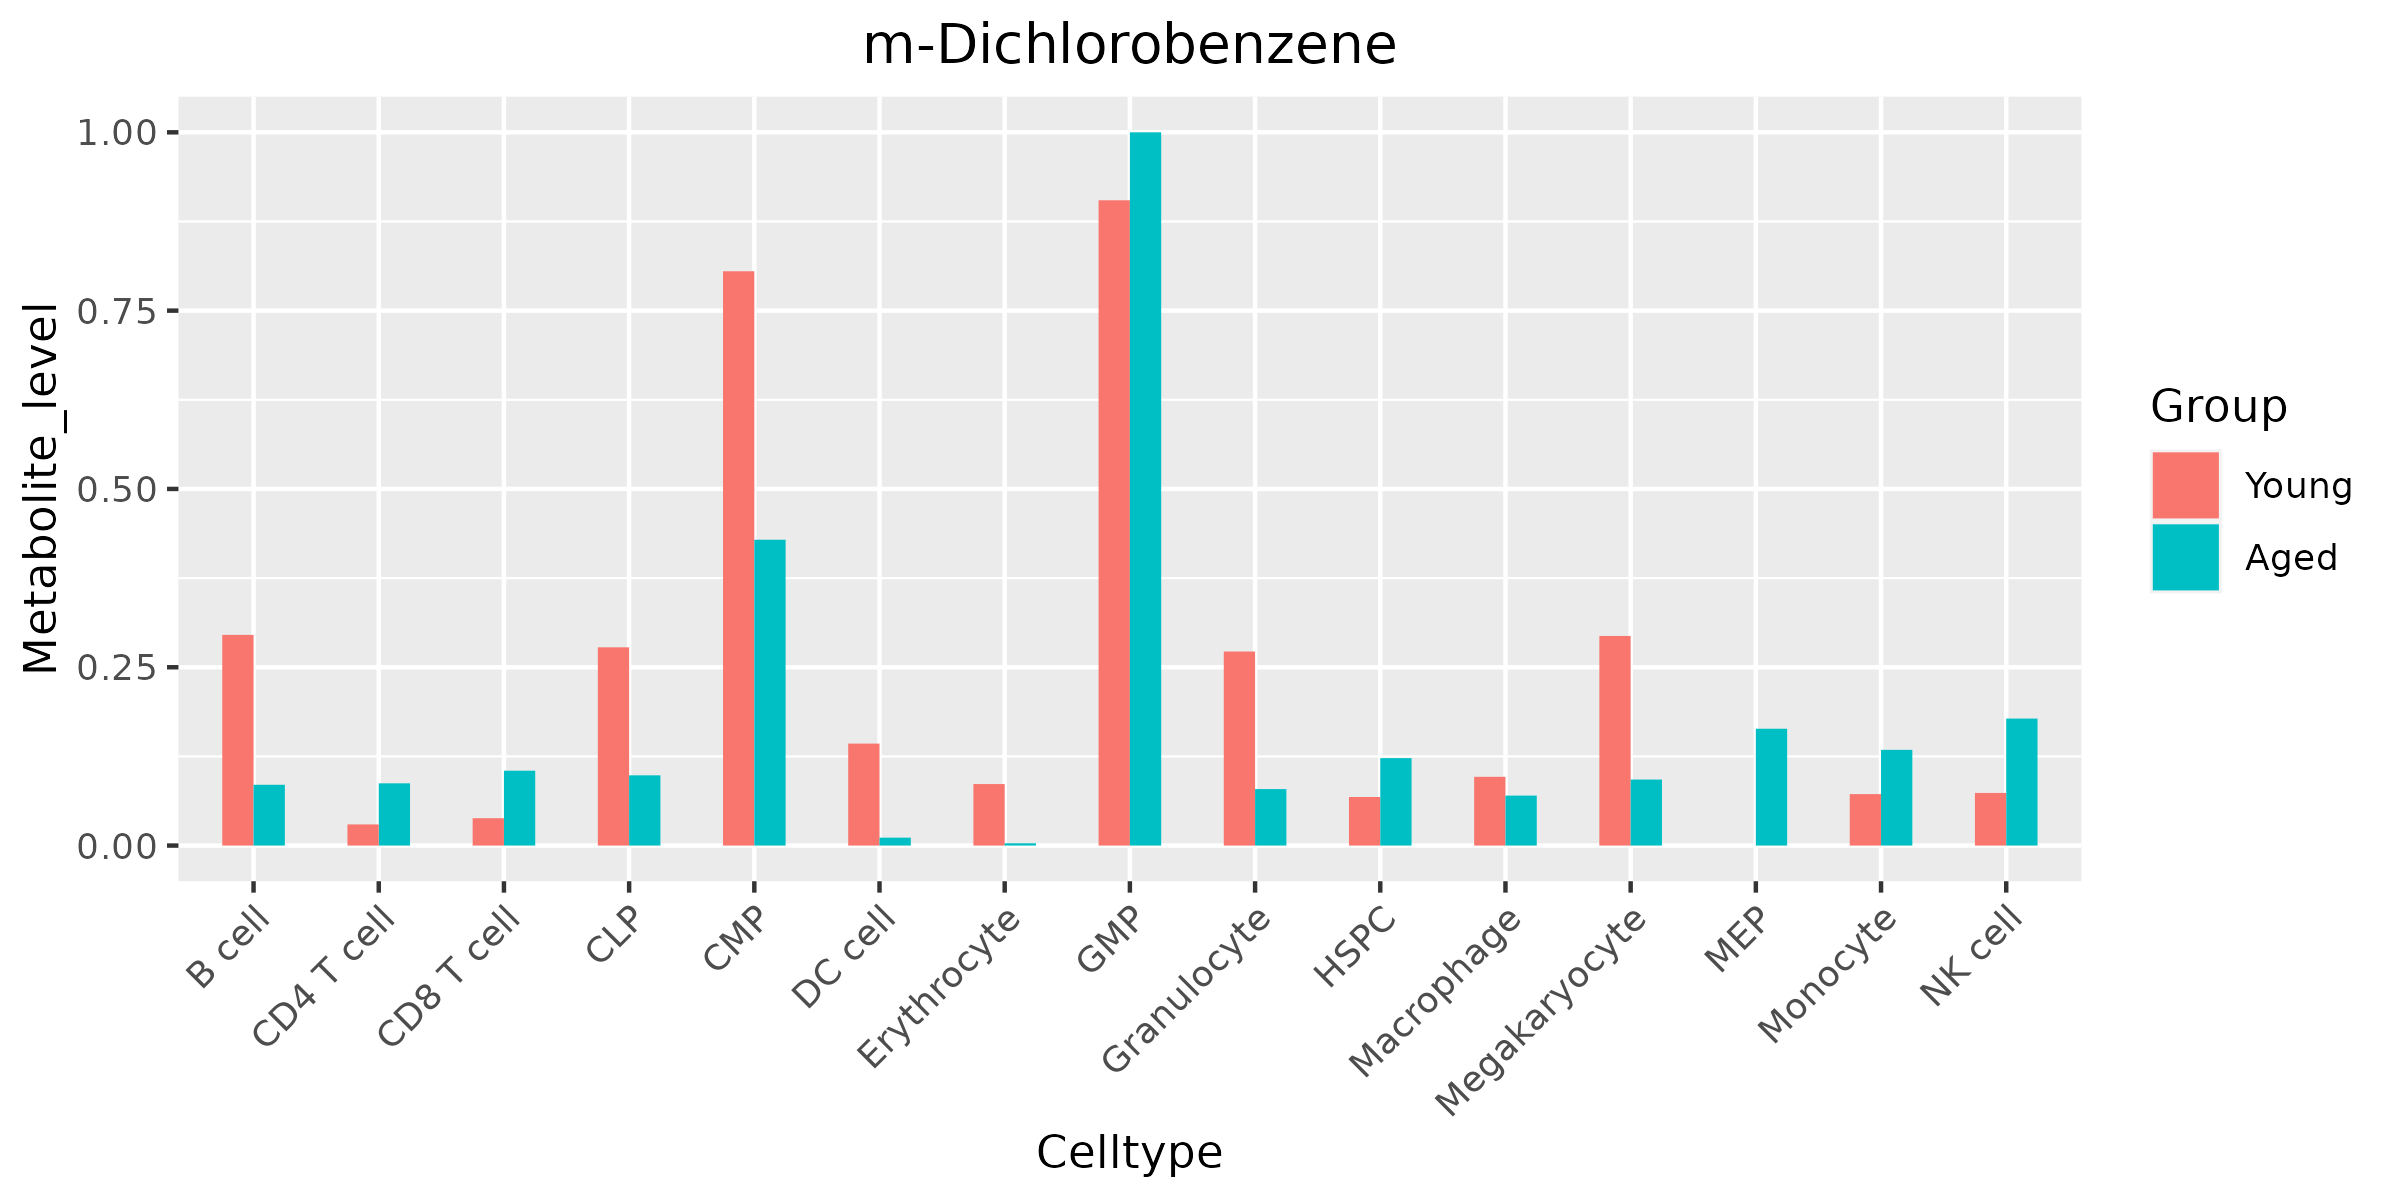 m-Dichlorobenzene
Metabolite_level
1.00
0.75
0.50
0.25
0.00
B cell
CD4 T cell
CD8 T cell
CLP
CMP
DC cell
Erythrocyte
GMP
Granulocyte
HSPC
Macrophage
Megakaryocyte
MEP
Monocyte
NK cell
Celltype
Group
Young
Aged